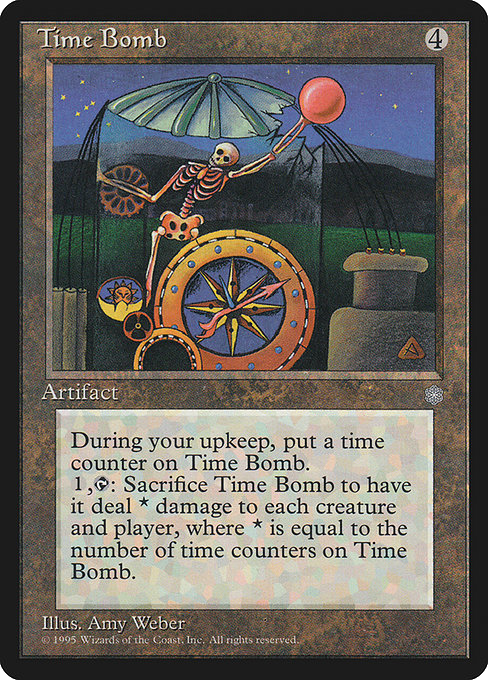 Time Bomb 4
Artifact
During your upkeep, put a time
counter on Time Bomb.
1, : Sacrifice Time Bomb to have
it deal * damage to each creature
and player, where * is equal to the
number of time counters on Time
Bomb.
Illus. Amy Weber
© 1995 Wizards of the Coast, Inc. All rights reserved.